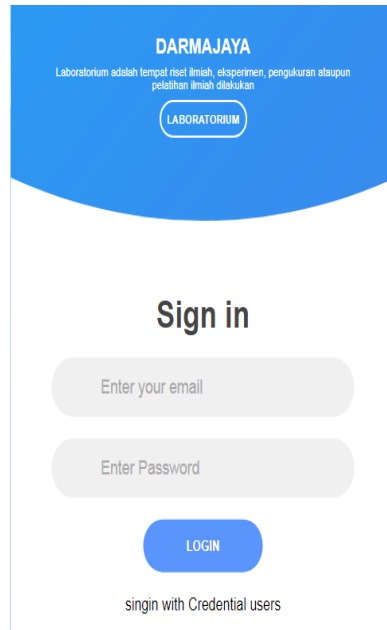 DARMAJAYA
Laboratorium adalah tempat riset ilmiah, eksperimen, pengukuran ataupun
pelatihan ilmiah dilakukan
LABORATORIUM
Sign in
Enter your email
Enter Password
LOGIN
singin with Credential users